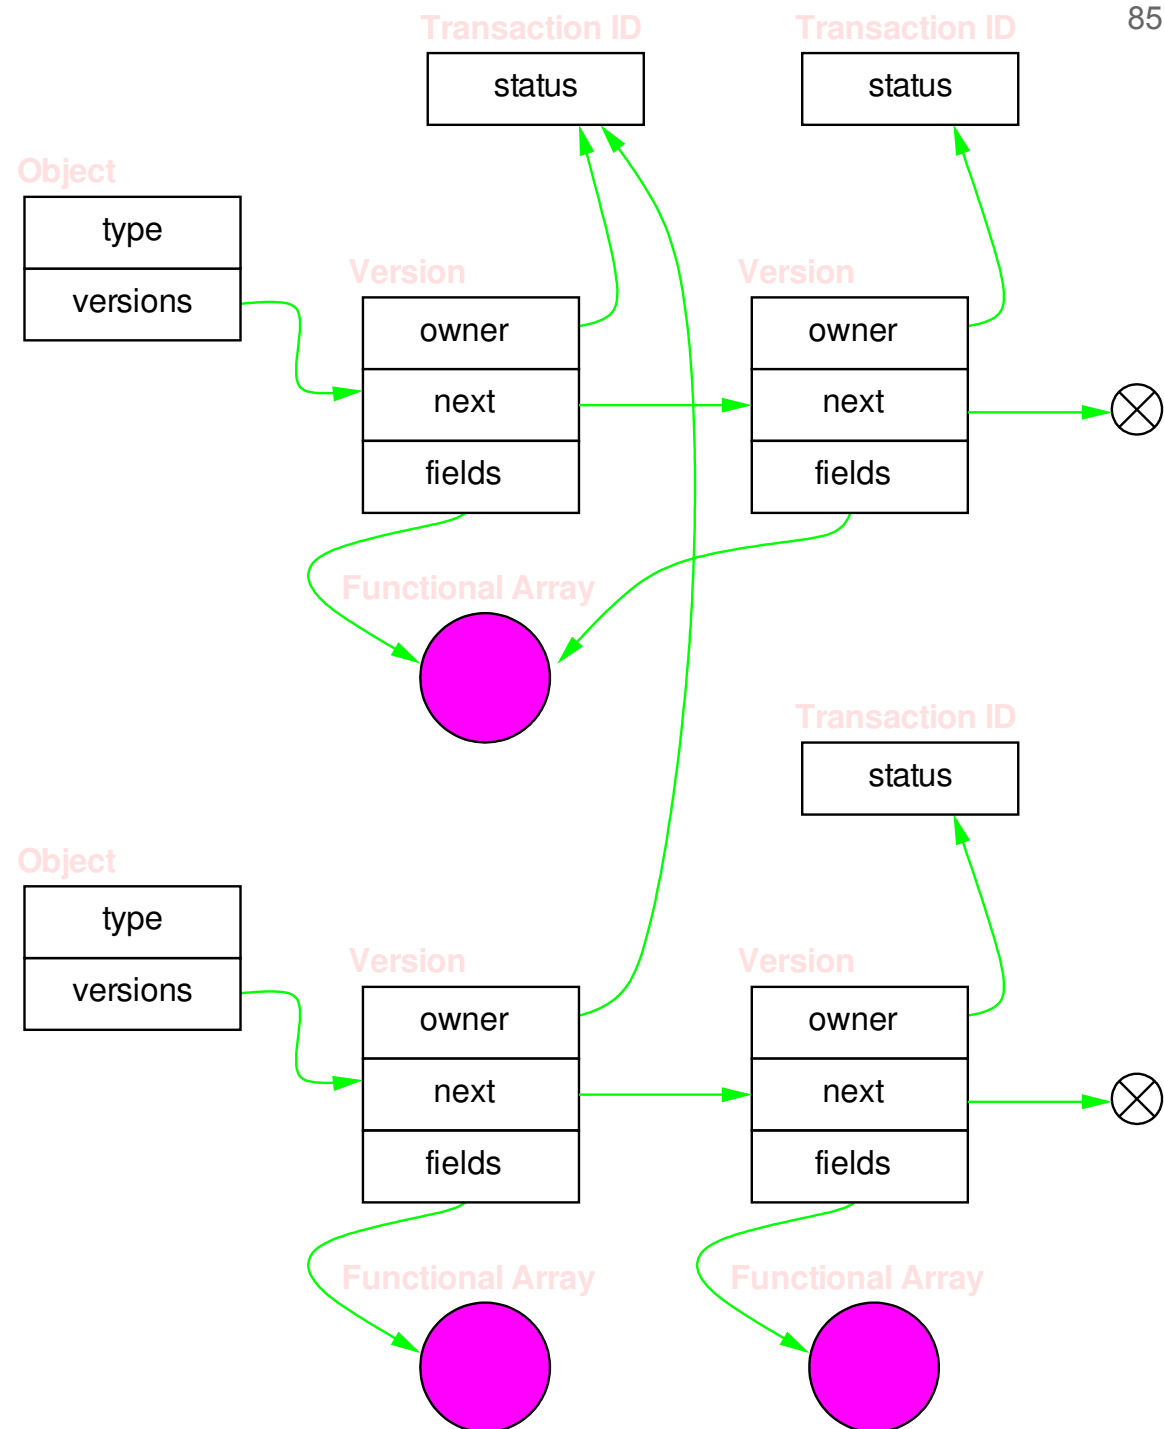 85
Transaction ID
Transaction ID
status
status
Object
type
versions
Version
Version
owner
owner
next
next
fields
fields
Functional Array
Transaction ID
status
Object
type
versions
Version
Version
owner
owner
next
next
fields
fields
Functional Array
Functional Array